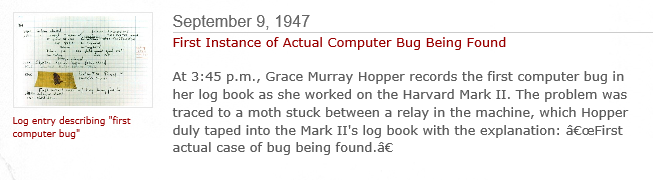 September 9, 1947
First Instance of Actual Computer Bug Being Found
At 3:45 p.m., Grace Murray Hopper records the first computer bug in
her log book as she worked on the Harvard Mark II. The problem was
traced to a moth stuck between a relay in the machine, which Hopper
duly taped into the Mark II's log book with the explanation: â€œFirst
actual case of bug being found.â€
Log entry describing "first
computer bug"